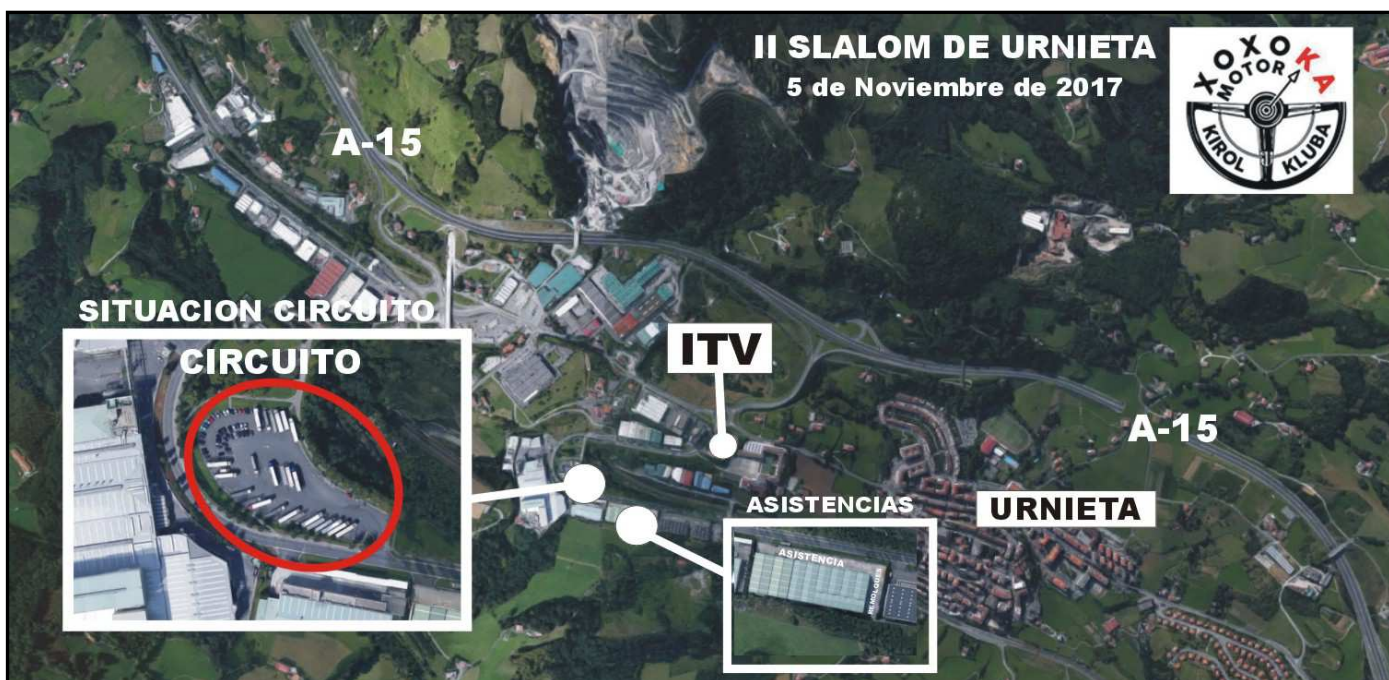 II SLALOM DE URNIETA
5 de Noviembre de 2017
XOXOKA
MOTOR
KIROL KLUBA
A-15
SITUACION CIRCUITO
CIRCUITO
ITV
A-15
ASISTENCIAS
URNIETA
ASISTENCIA
REMOLQUES